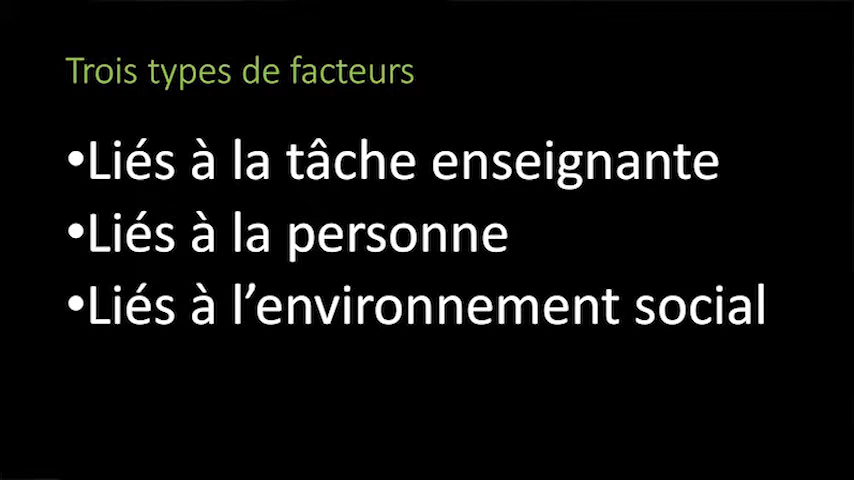 Trois types de facteurs
•Liés à la tâche enseignante
•Liés à la personne
•Liés à l’environnement social